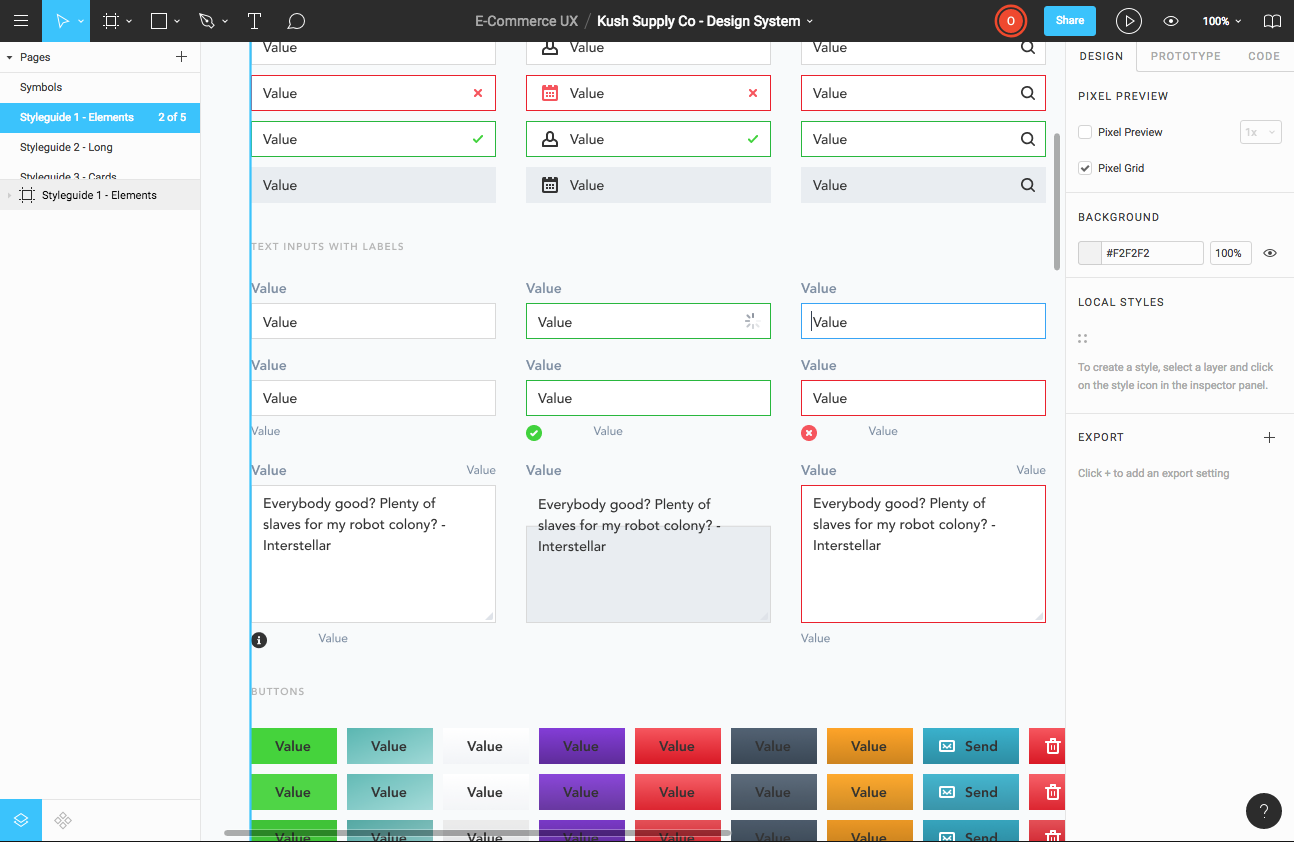 E-Commerce UX / Kush Supply Co - Design System
O
Share
100%
Pages
Symbols
Styleguide 1 - Elements 2 of 5
Styleguide 2 - Long
Styleguide 3 - Cards
Styleguide 1 - Elements
Value Value Value
Value Value Value
Value Value Value
Value Value Value
TEXT INPUTS WITH LABELS
Value Value Value
Value Value Value
Value Value Value
Value Value Value
Value Value Value
Value Value Value Value Value
Everybody good? Plenty of
slaves for my robot colony? -
Interstellar
Everybody good? Plenty of
slaves for my robot colony? -
Interstellar
Everybody good? Plenty of
slaves for my robot colony? -
Interstellar
Value Value
BUTTONS
Value Value Value Value Value Value Value Send
Value Value Value Value Value Value Value Send
Value Value Value Value Value Value Value Send
DESIGN PROTOTYPE CODE
PIXEL PREVIEW
Pixel Preview 1x
Pixel Grid
BACKGROUND
#F2F2F2 100%
LOCAL STYLES
To create a style, select a layer and click
on the style icon in the inspector panel.
EXPORT
Click + to add an export setting
?